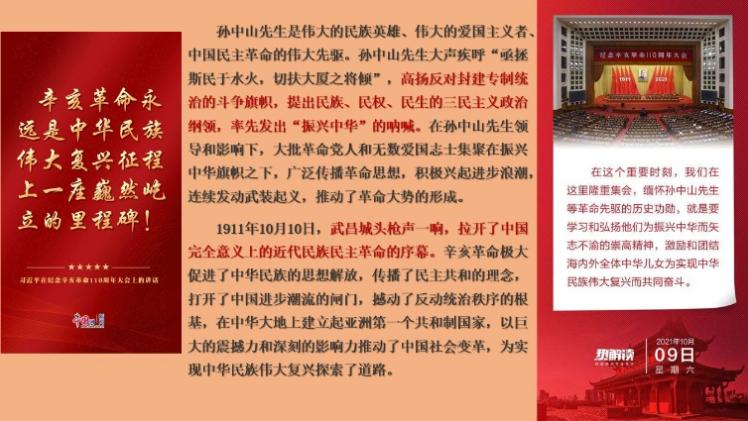 辛亥革命永
远是中华民族
伟大复兴征程
上一座巍然屹
立的里程碑！
习近平在纪念辛亥革命110周年大会上的讲话
孙中山先生是伟大的民族英雄、伟大的爱国主义者、
中国民主革命的伟大先驱。孙中山先生大声疾呼“亟拯
斯民于水火，切扶大厦之将倾”，高扬反对封建专制统
治的斗争旗帜，提出民族、民权、民生的三民主义政治
纲领，率先发出“振兴中华”的呐喊。在孙中山先生领
导和影响下，大批革命党人和无数爱国志士集聚在振兴
中华旗帜之下，广泛传播革命思想，积极兴起进步浪潮，
连续发动武装起义，推动了革命大势的形成。
1911年10月10日，武昌城头枪声一响，拉开了中国
完全意义上的近代民族民主革命的序幕。辛亥革命极大
促进了中华民族的思想解放，传播了民主共和的理念，
打开了中国进步潮流的闸门，撼动了反动统治秩序的根
基，在中华大地上建立起亚洲第一个共和制国家，以巨
大的震撼力和深刻的影响力推动了中国社会变革，为实
现中华民族伟大复兴探索了道路。
纪念辛亥革命110周年大会
1911
2021
在这个重要时刻，我们在
这里隆重集会，缅怀孙中山先生
等革命先驱的历史功勋，就是要
学习和弘扬他们为振兴中华而矢
志不渝的崇高精神，激励和团结
海内外全体中华儿女为实现中华
民族伟大复兴而共同奋斗。
热解读
2021年10月
09日
星期六